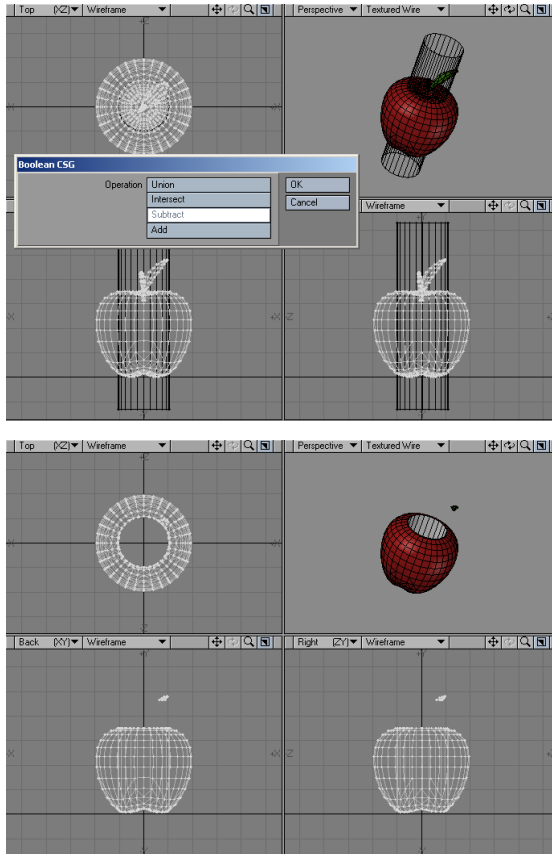 Top (XZ) Wireframe Perspective Textured Wire
Boolean CSG
Operation Union OK
Intersect Cancel
Subtract
Add
Wireframe
Top (XZ) Wireframe Perspective Textured Wire
Back (XY) Wireframe Right (ZY) Wireframe